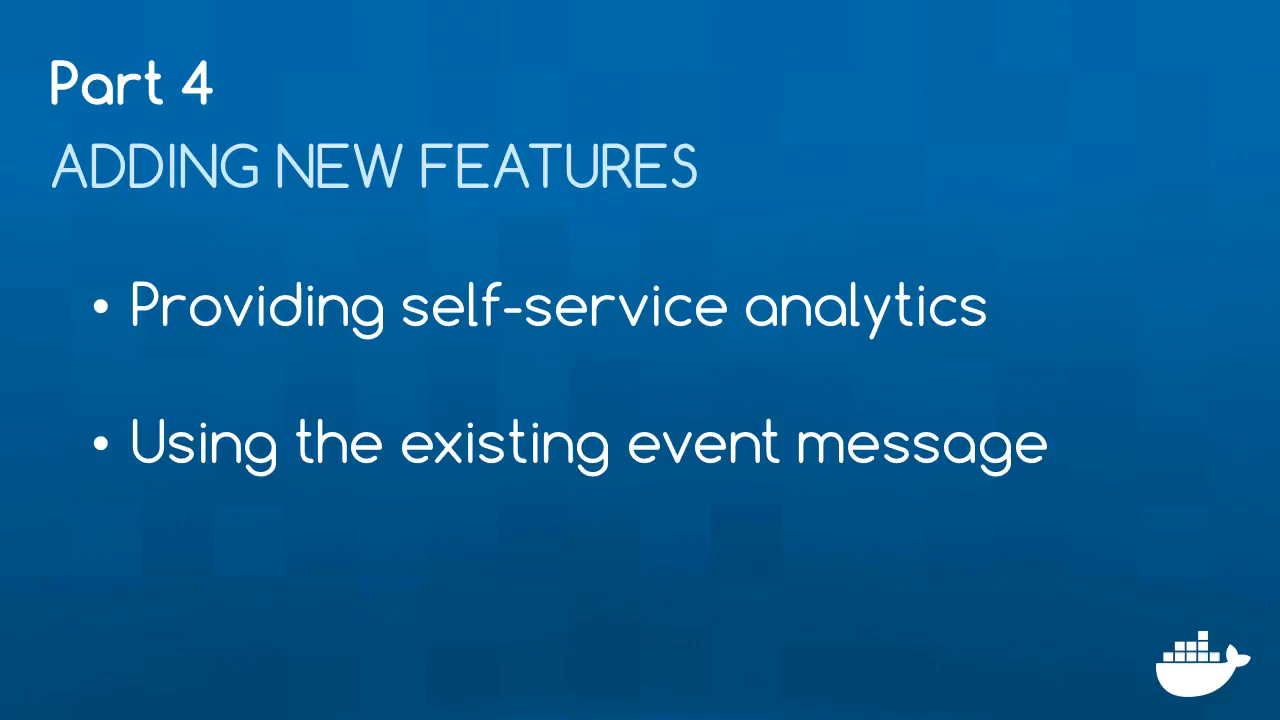 Part 4
ADDING NEW FEATURES
• Providing self-service analytics
• Using the existing event message